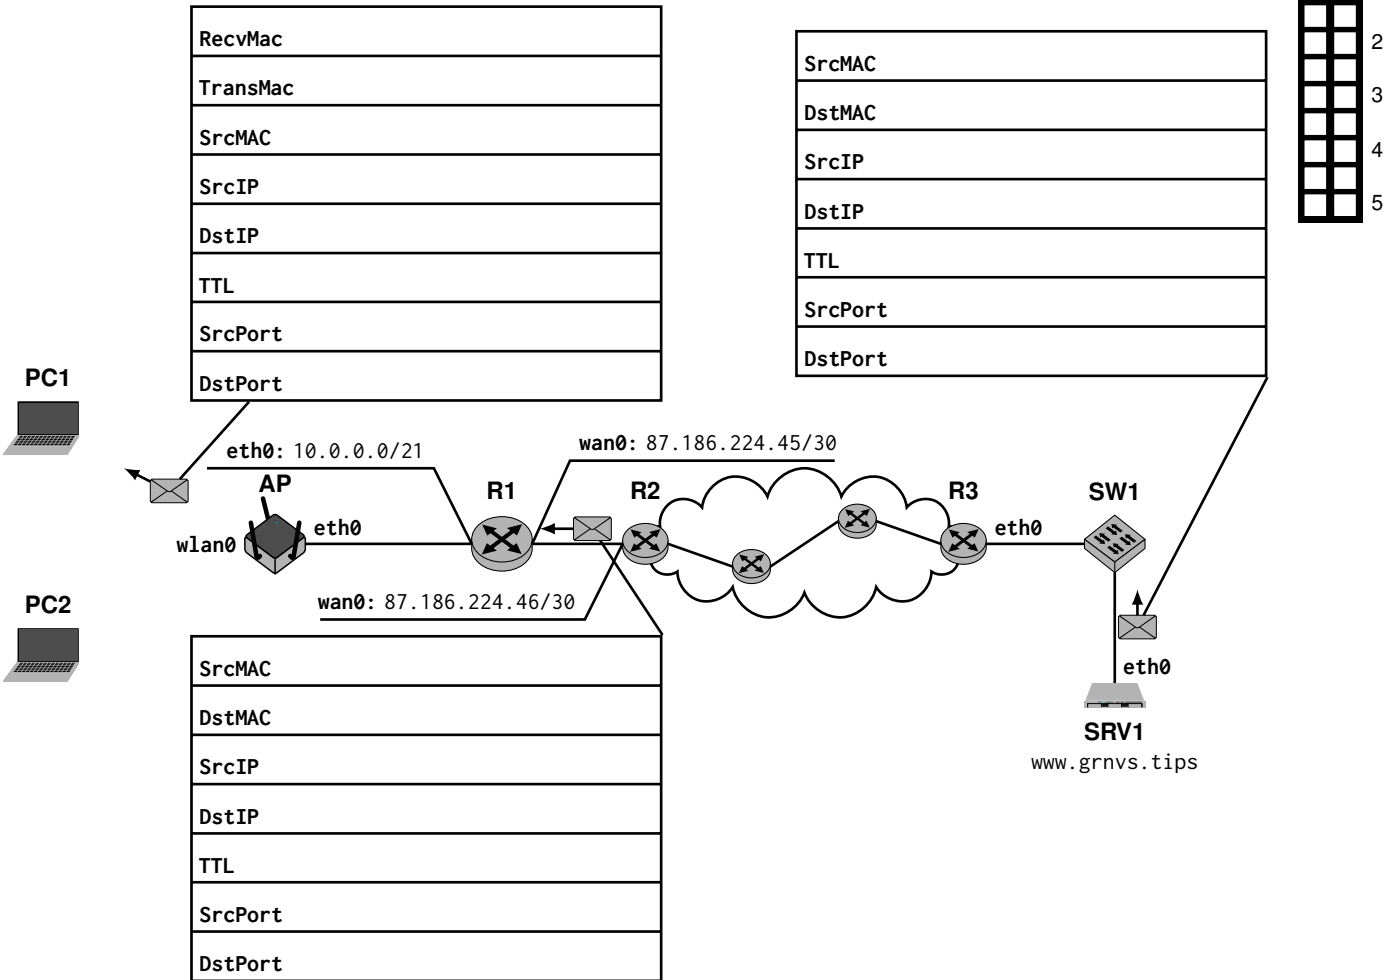 RecvMac
TransMac
SrcMAC
SrcIP
DstIP
TTL
SrcPort
DstPort
SrcMAC
DstMAC
SrcIP
DstIP
TTL
SrcPort
DstPort
2
3
4
5
PC1
eth0: 10.0.0.0/21
wan0: 87.186.224.45/30
AP
R1
R2
R3
SW1
wlan0
eth0
eth0
PC2
wan0: 87.186.224.46/30
eth0
SRV1
www.grnvs.tips
SrcMAC
DstMAC
SrcIP
DstIP
TTL
SrcPort
DstPort